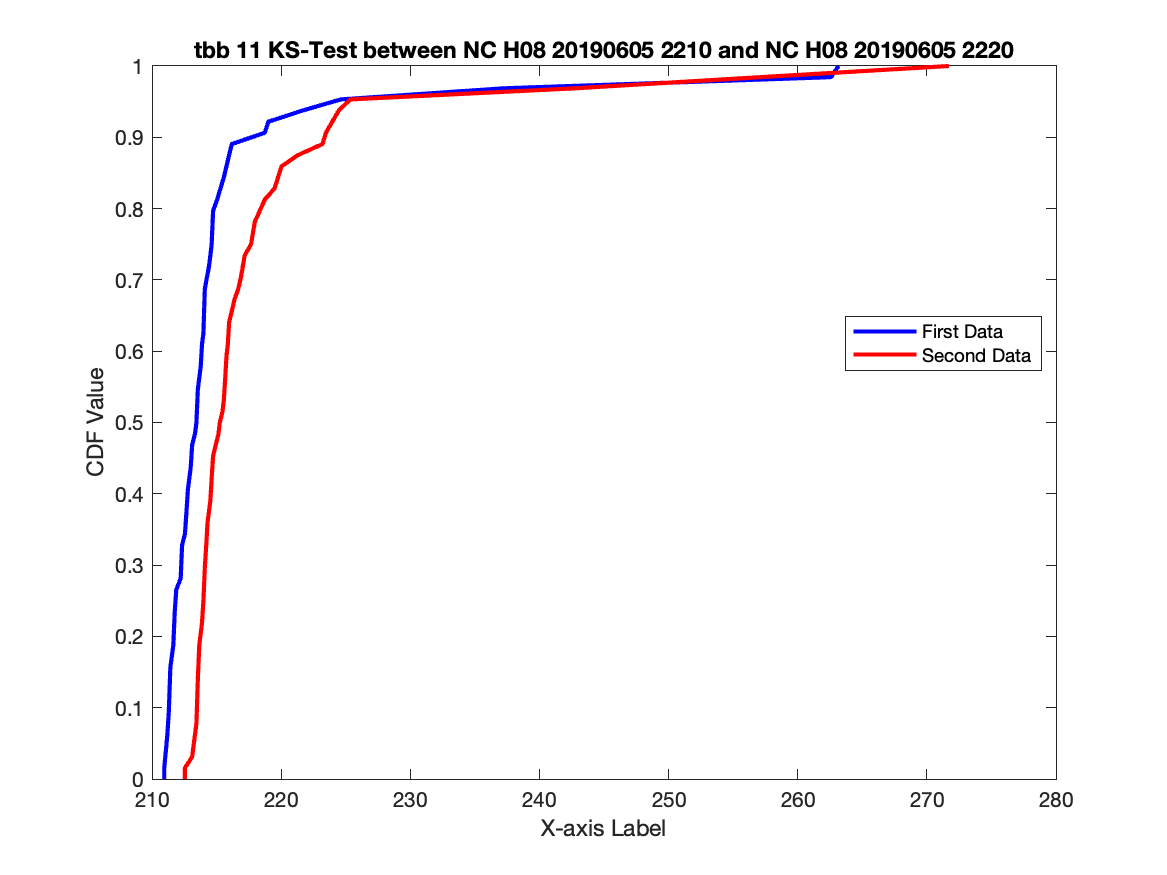 tbb 11 KS-Test between NC H08 20190605 2210 and NC H08 20190605 2220
1
0.9
0.8
0.7
0.6
0.5
0.4
0.3
0.2
0.1
0
CDF Value
First Data
Second Data
210 220 230 240 250 260 270 280
X-axis Label